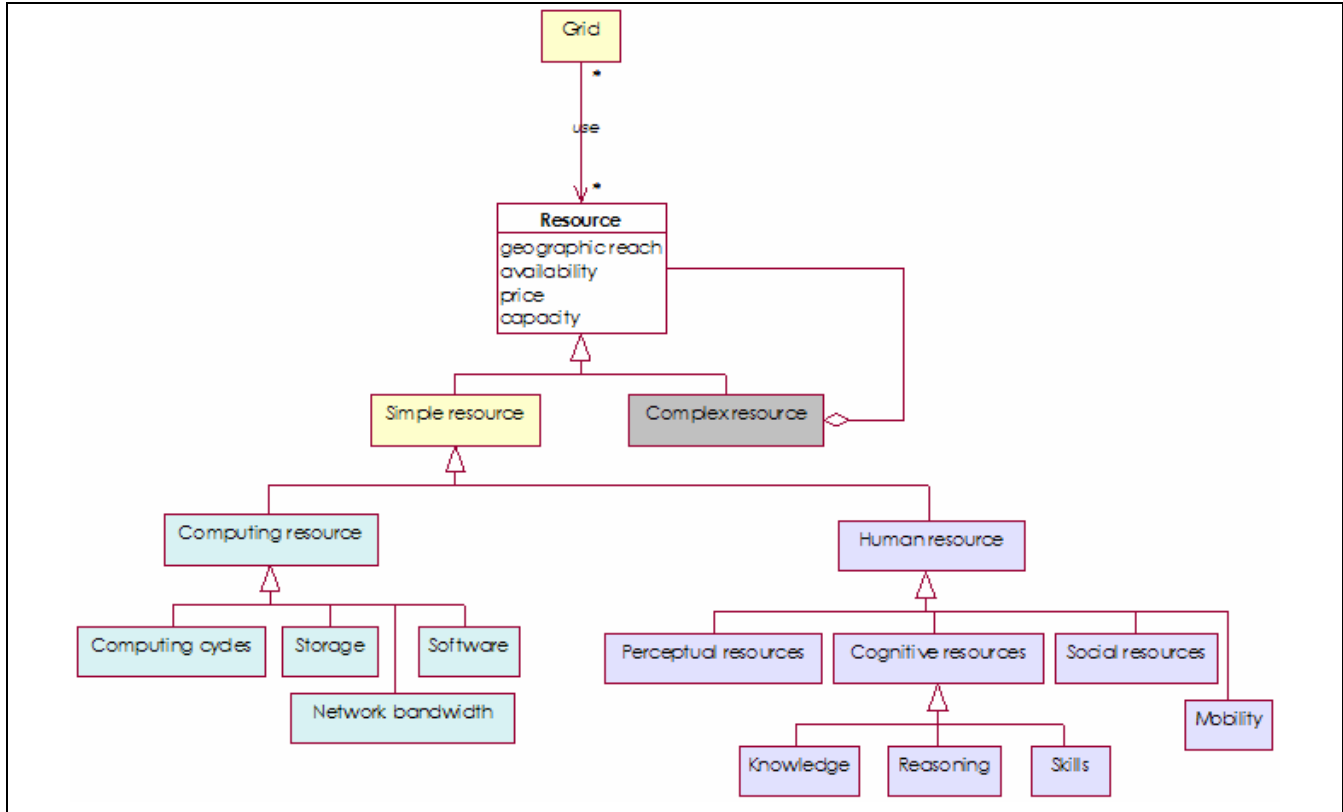 Grid
*
use
*
Resource
geographic reach
availability
price
capacity
Simple resource
Complex resource
Computing resource
Human resource
Computing cycles
Storage
Software
Network bandwidth
Perceptual resources
Cognitive resources
Social resources
Mobility
Knowledge
Reasoning
Skills